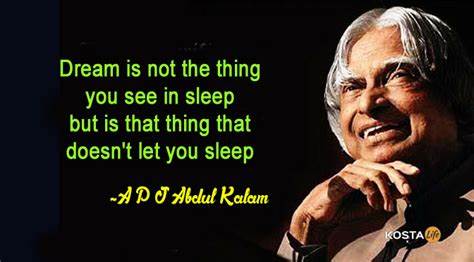 Dream is not the thing
you see in sleep
but is that thing that
doesn't let you sleep
~A P J Abdul Kalam
KOSTA Life